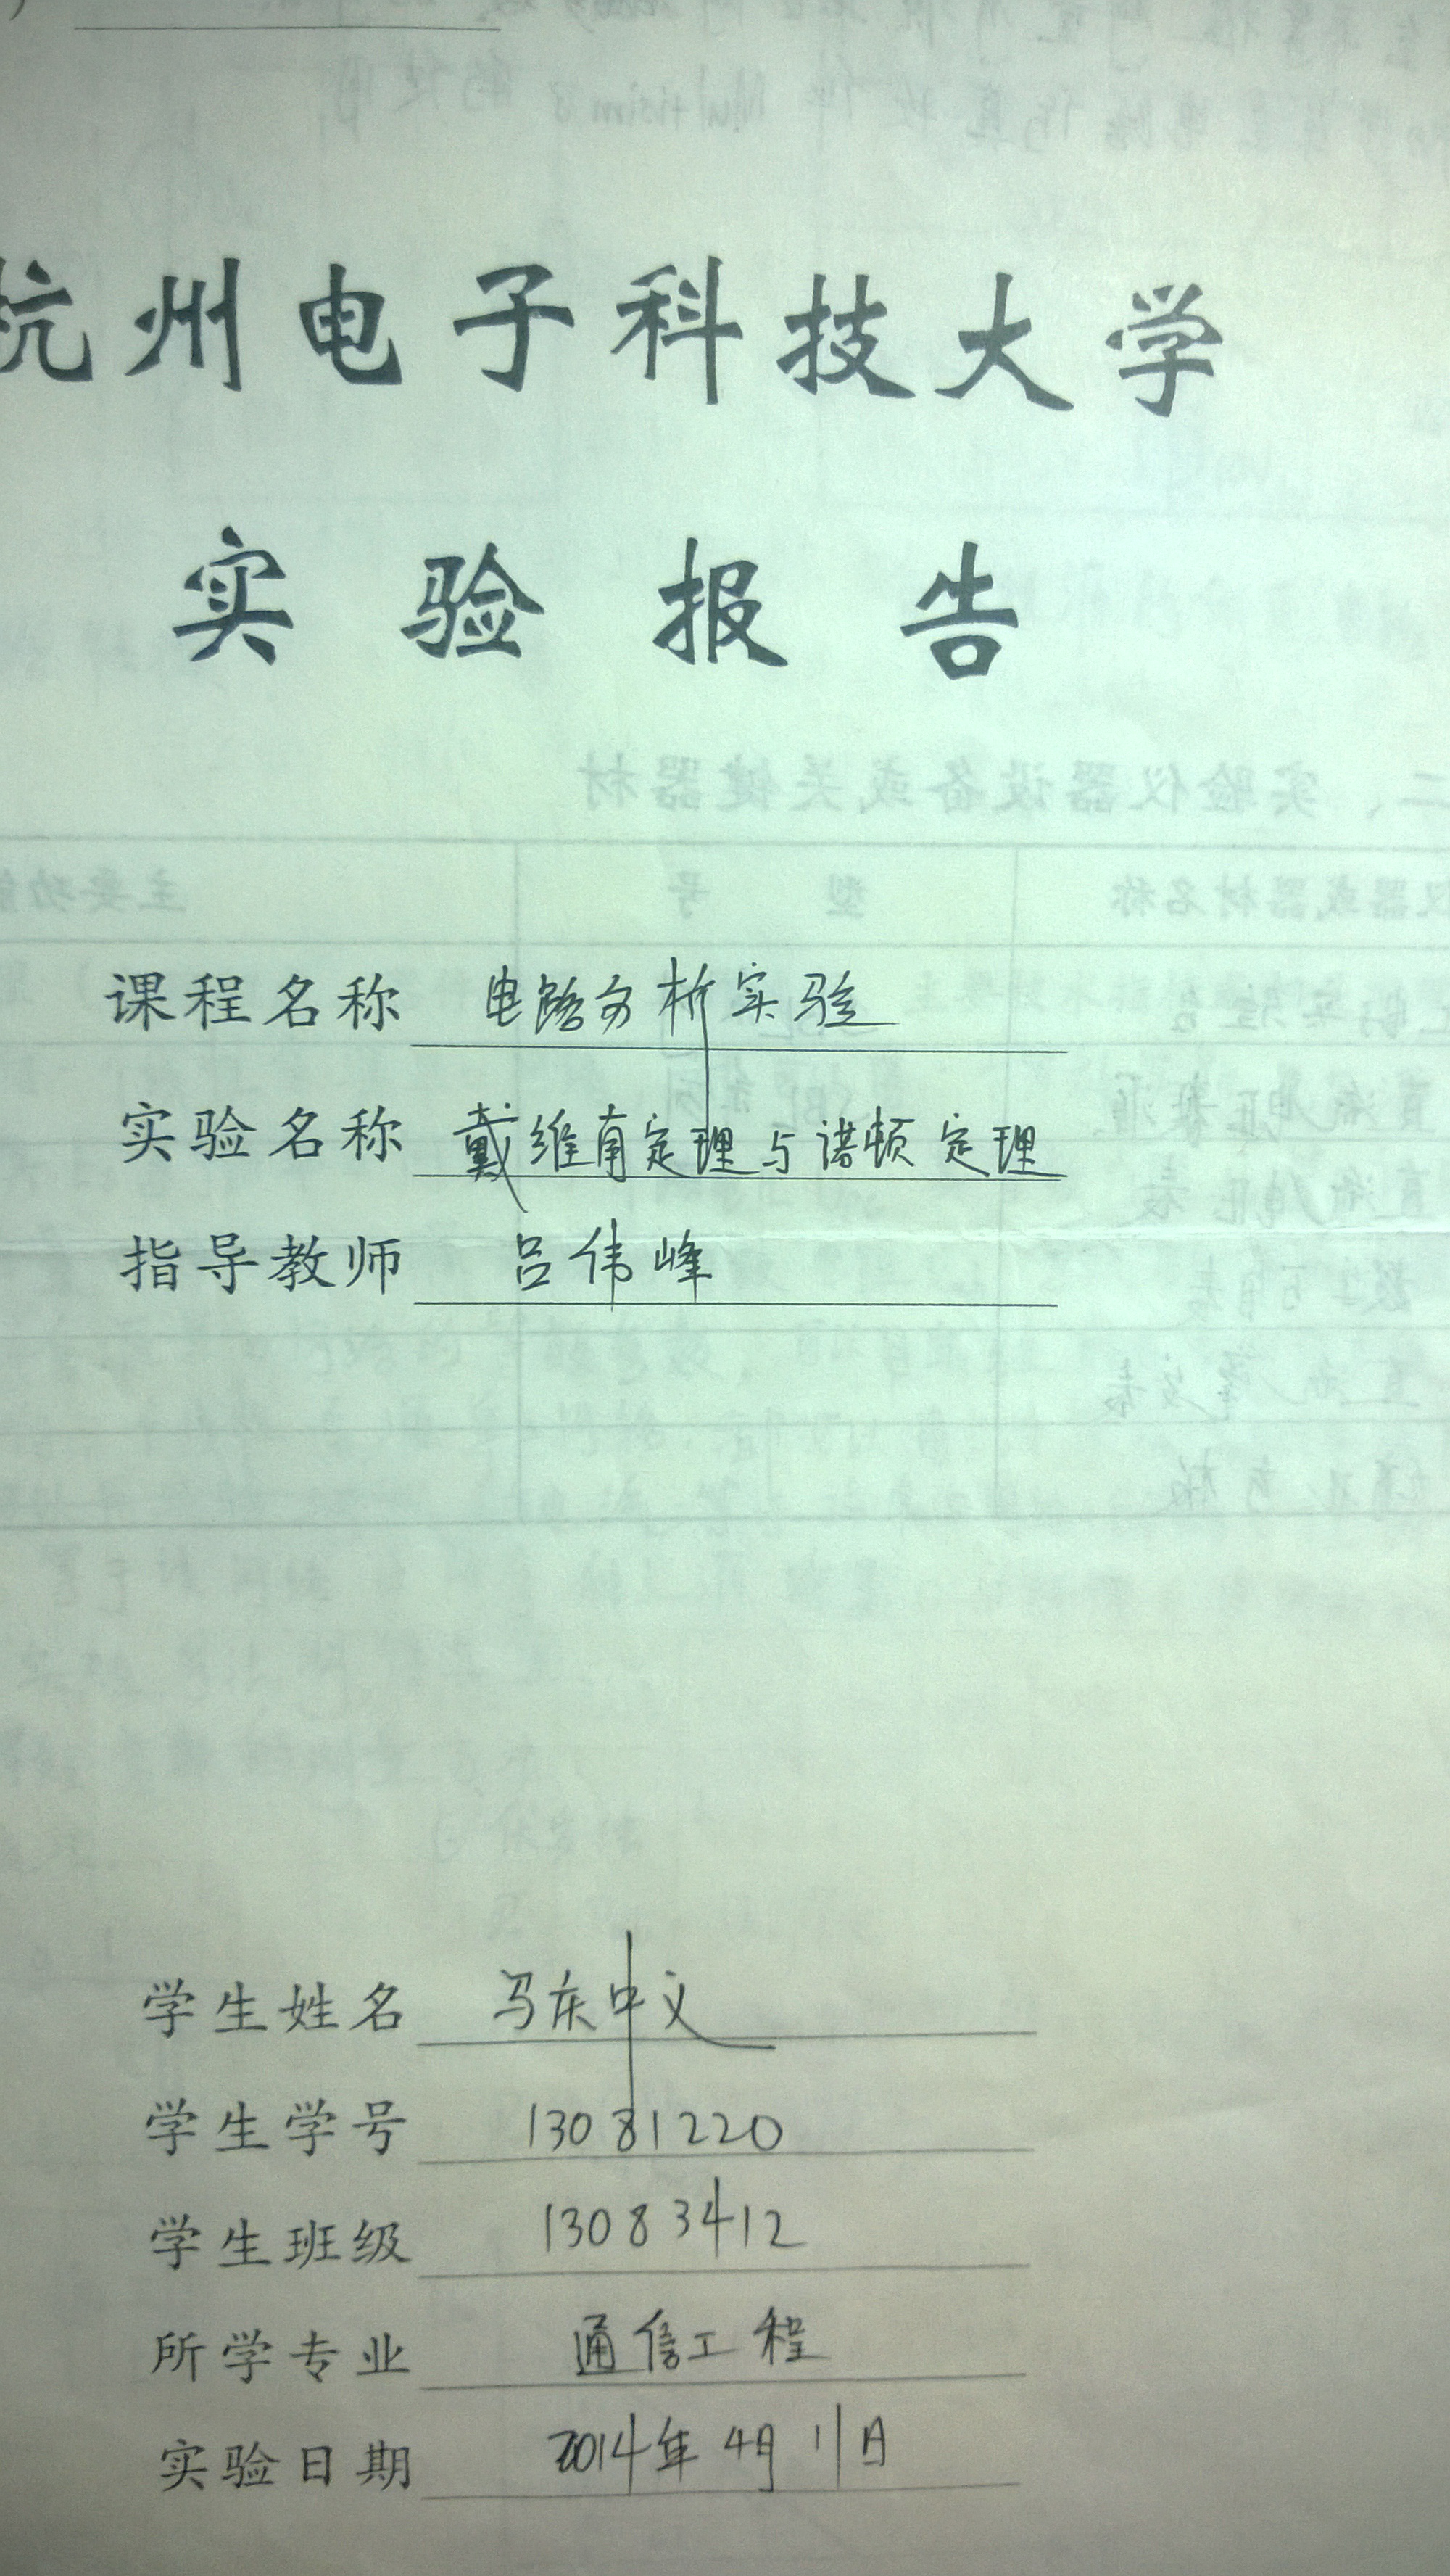 杭州电子科技大学
实验报告
课程名称 电路分析实验
实验名称 戴维南定理与诺顿定理
指导教师 吕伟峰
学生姓名 马东中义
学生学号 13081220
学生班级 13083412
所学专业 通信工程
实验日期 2014年4月11日